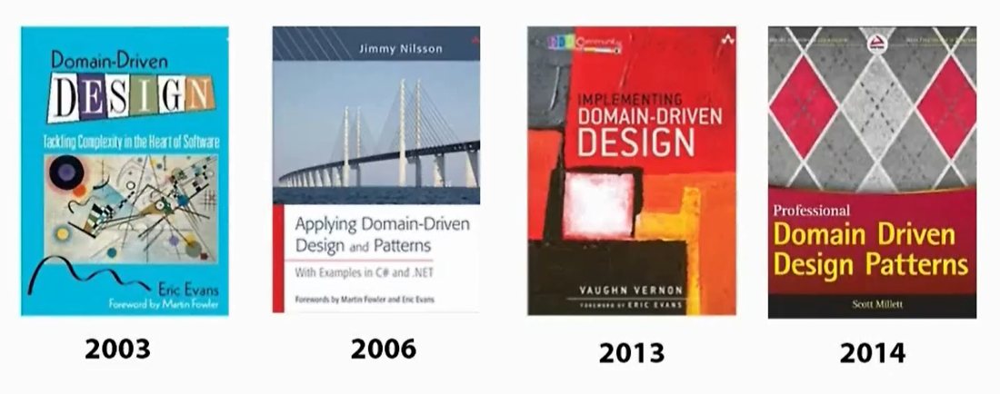 Domain-Driven
DESIGN
Tackling Complexity in the Heart of Software
Eric Evans
Foreword by Martin Fowler
2003
Jimmy Nilsson
Applying Domain-Driven
Design and Patterns
With Examples in C# and .NET
Forewords by Martin Fowler and Eric Evans
2006
Community
IMPLEMENTING
DOMAIN-DRIVEN
DESIGN
VAUGHN VERNON
FOREWORD BY ERIC EVANS
2013
Professional
Domain Driven
Design Patterns
Scott Millett
2014